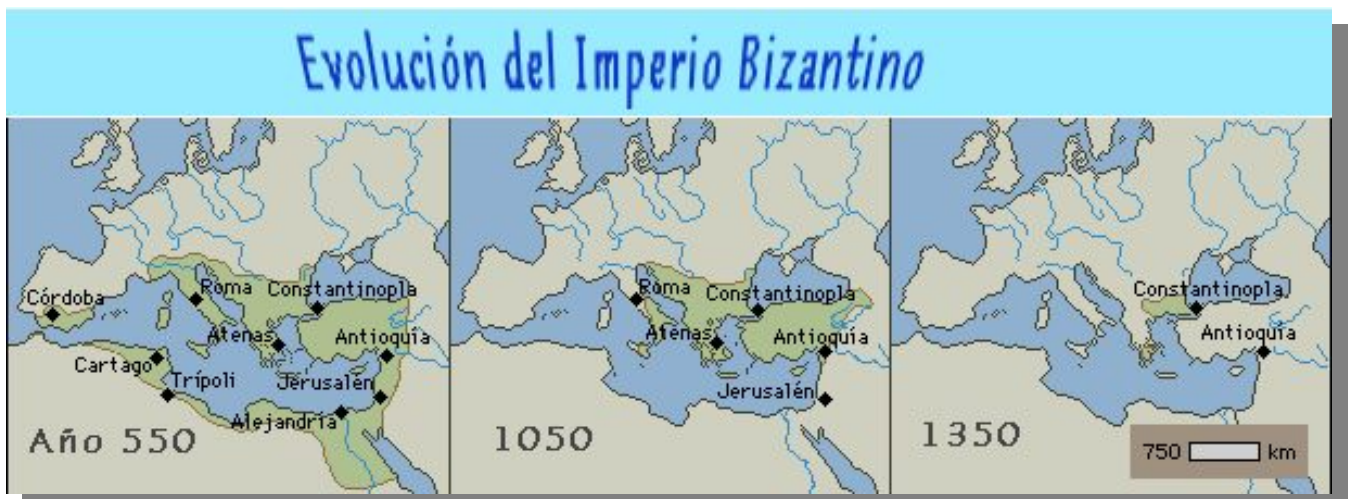 Evolución del Imperio Bizantino
Córdoba
Roma
Constantinopla
Atenas
Antioquía
Cartago
Trípoli
Jerusalén
Alejandría
Año 550
Roma
Constantinopla
Atenas
Antioquía
Jerusalén
1050
Constantinopla
Antioquía
1350
750 km